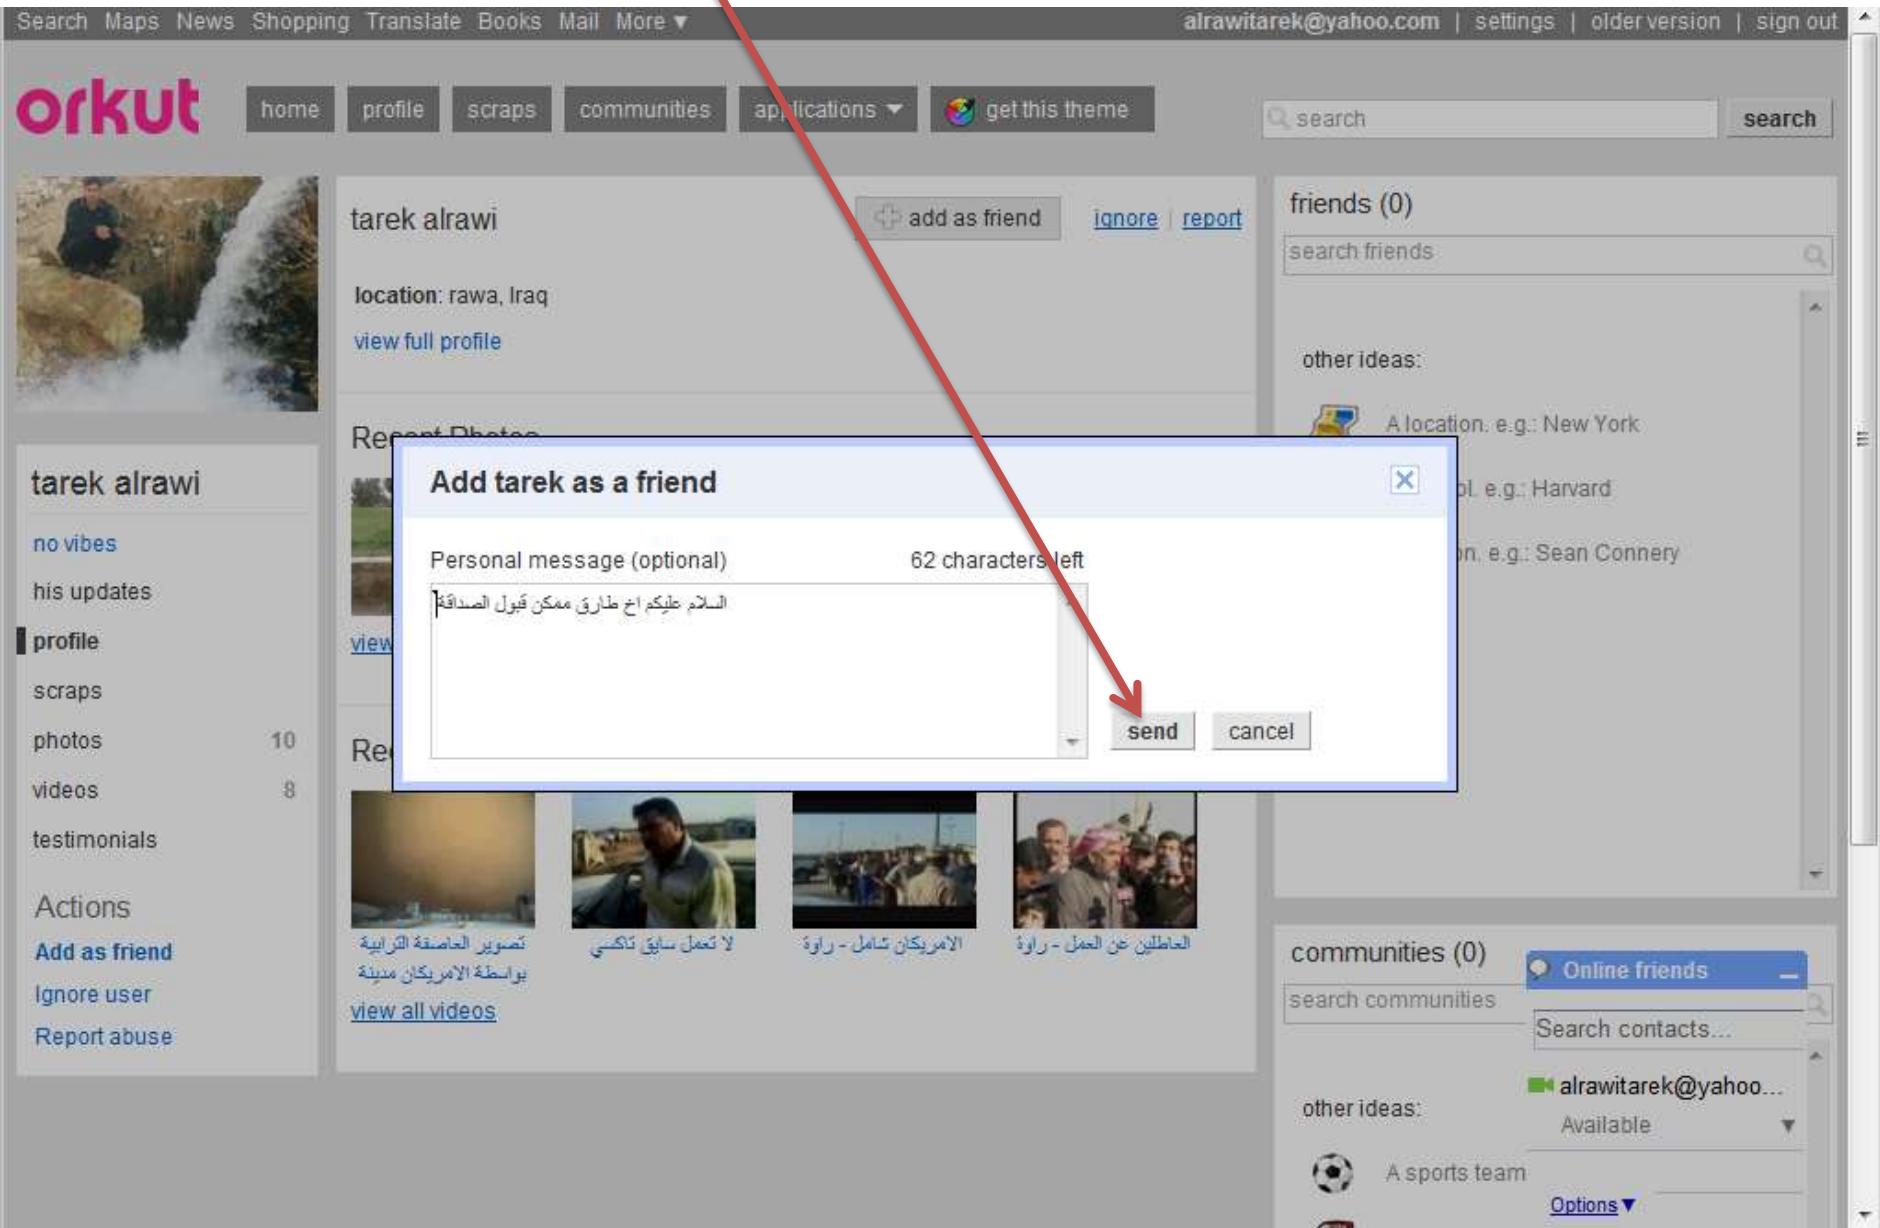 Search Maps News Shopping Translate Books Mail More ▼
alrawitarek@yahoo.com | settings | older version | sign out
orkut
home
profile
scraps
communities
applications
get this theme
search
search
tarek alrawi
add as friend
ignore | report
location: rawa, Iraq
view full profile
friends (0)
search friends
other ideas:
A location. e.g.: New York
ol. e.g.: Harvard
on. e.g.: Sean Connery
Recent Photos
Add tarek as a friend
Personal message (optional)
62 characters left
السلام عليكم اخ طارق ممكن قبول الصداقة
send
cancel
view
tarek alrawi
no vibes
his updates
profile
scraps
photos 10
videos 8
testimonials
Actions
Add as friend
Ignore user
Report abuse
Re
تصوير العاصفة الترابية
بواسطة الامريكان مدينة
لا تعمل سايق تاكسي
الامريكان شامل - راوة
العاطلين عن العمل - راوة
view all videos
communities (0)
search communities
other ideas:
A sports team
Online friends
Search contacts...
alrawitarek@yahoo...
Available
Options ▼